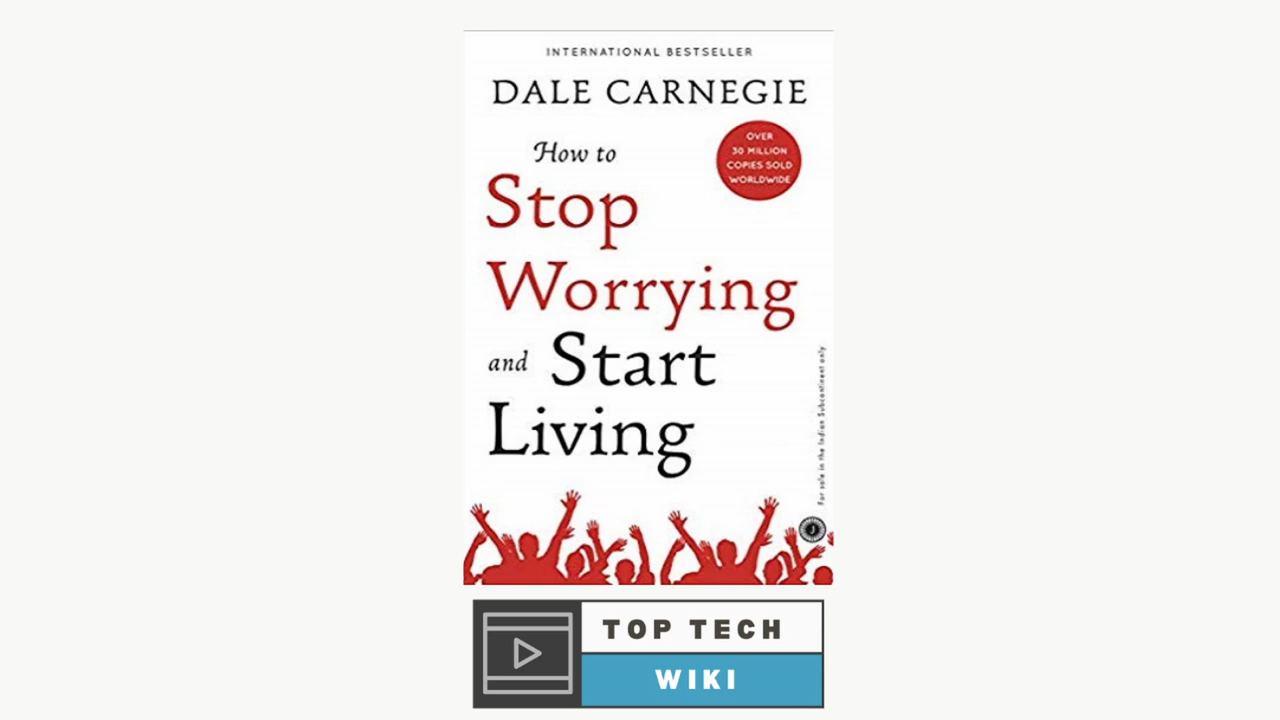 INTERNATIONAL BESTSELLER
DALE CARNEGIE
How to
Stop
Worrying
and Start
Living
OVER
30 MILLION
COPIES SOLD
WORLDWIDE
For sale in the Indian Subcontinent only
J
TOP TECH
WIKI